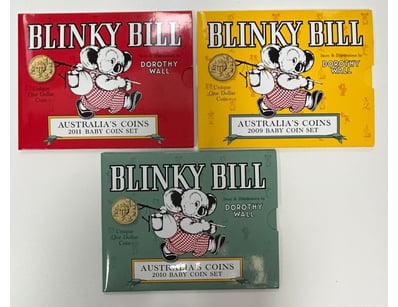 BLINKY BILL
Story & Illustrations by
DOROTHY
WALL
Unique
One Dollar
Coin
AUSTRALIA'S COINS
2011 BABY COIN SET
BLINKY BILL
Story & Illustrations by
DOROTHY
WALL
Unique
One Dollar
Coin
AUSTRALIA'S COINS
2009 BABY COIN SET
BLINKY BILL
Story & Illustrations by
DOROTHY
WALL
Unique
One Dollar
Coin
AUSTRALIA'S COINS
2010 BABY COIN SET